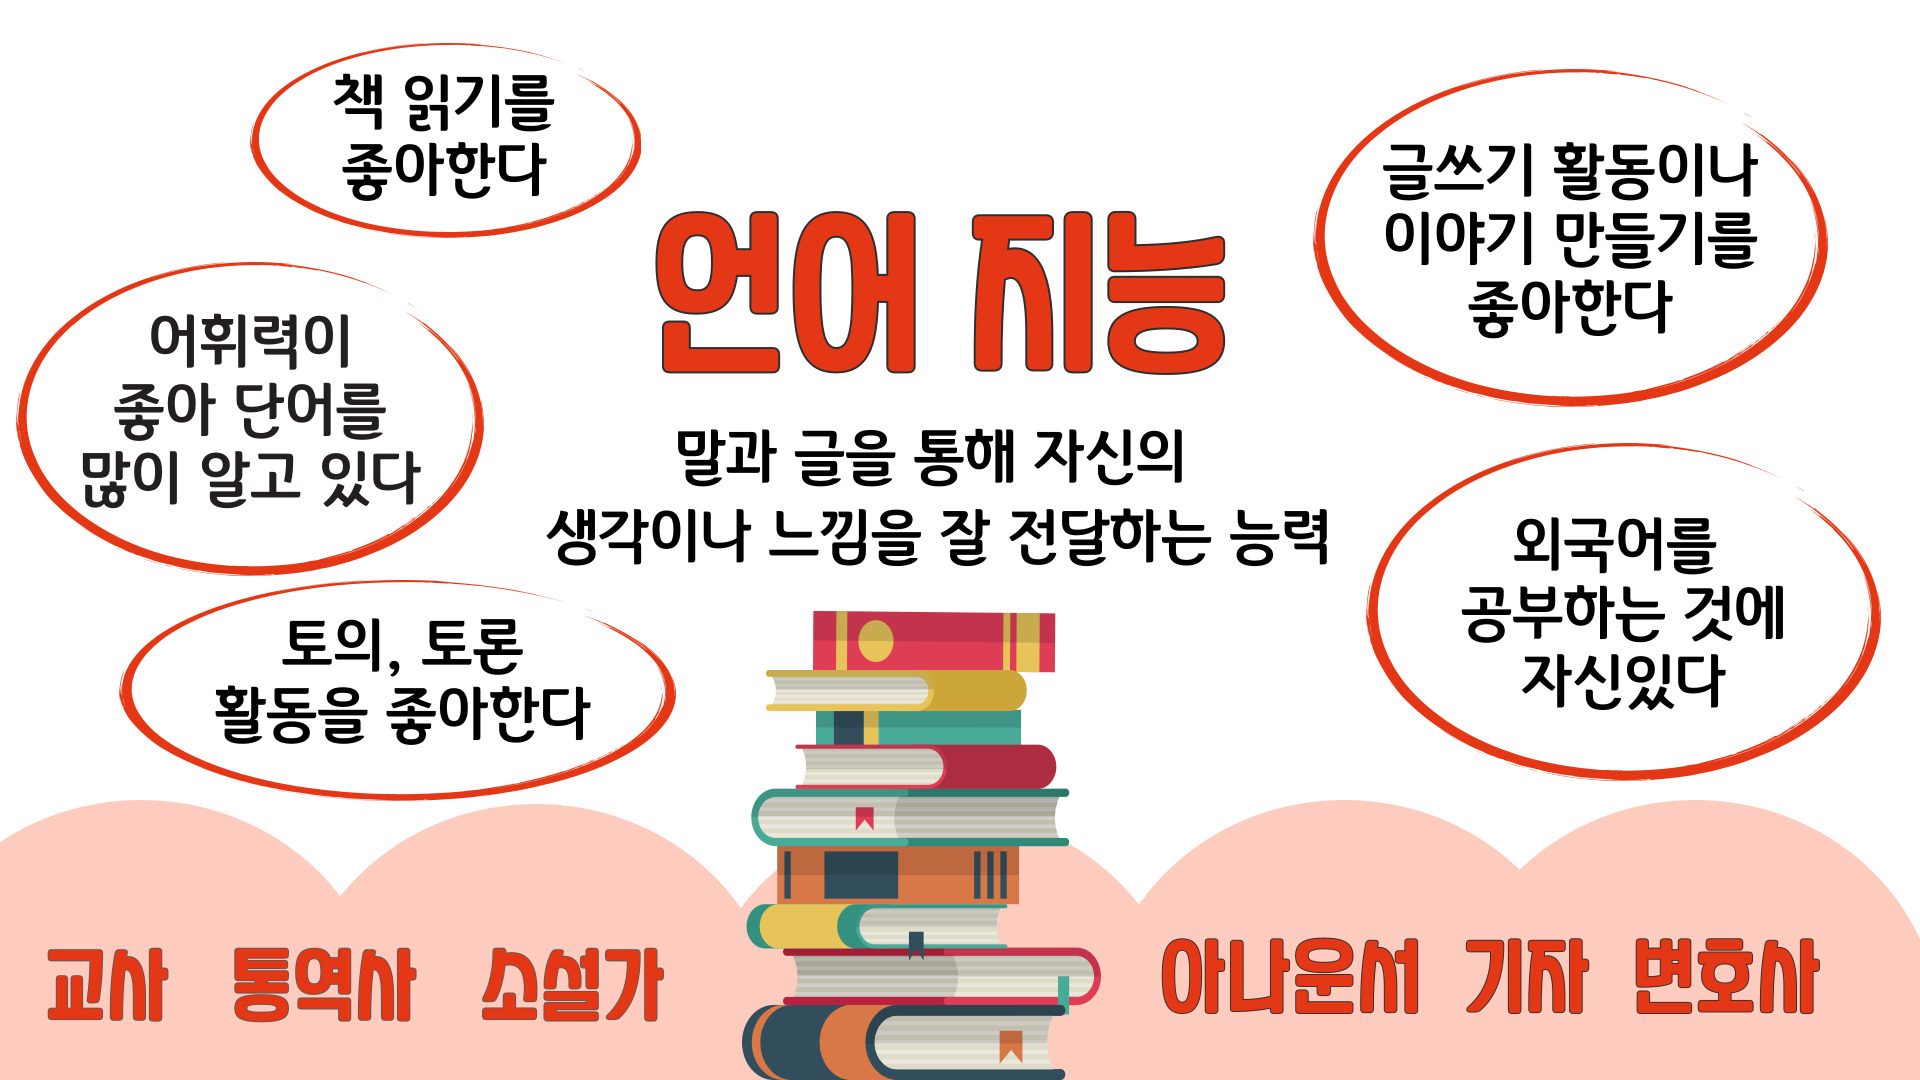 책 읽기를
좋아한다
어휘력이
좋아 단어를
많이 알고 있다
토의, 토론
활동을 좋아한다
언어 지능
말과 글을 통해 자신의
생각이나 느낌을 잘 전달하는 능력
글쓰기 활동이나
이야기 만들기를
좋아한다
외국어를
공부하는 것에
자신있다
교사 통역사 소설가
아나운서 기자 변호사